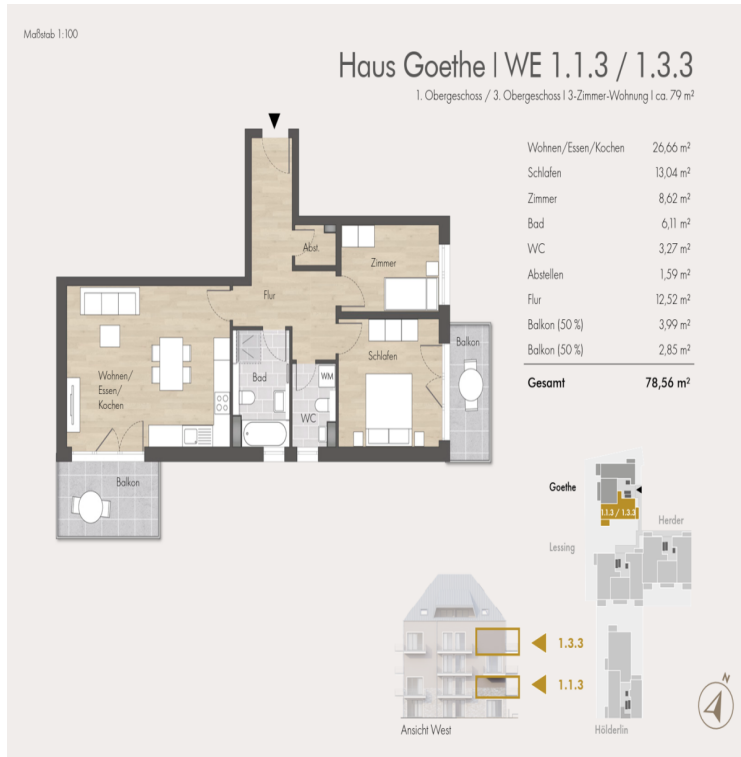 Maßstab 1:100
Haus Goethe | WE 1.1.3 / 1.3.3
1. Obergeschoss / 3. Obergeschoss | 3-Zimmer-Wohnung | ca. 79 m²
Wohnen/Essen/Kochen 26,66 m²
Schlafen 13,04 m²
Zimmer 8,62 m²
Bad 6,11 m²
WC 3,27 m²
Abstellen 1,59 m²
Flur 12,52 m²
Balkon (50 %) 3,99 m²
Balkon (50 %) 2,85 m²
Gesamt 78,56 m²
Abst.
Zimmer
Flur
Wohnen/
Essen/
Kochen
Bad
WC
WM
Schlafen
Balkon
Balkon
Goethe
1.1.3 / 1.3.3
Herder
Lessing
Hölderlin
1.3.3
1.1.3
Ansicht West
N